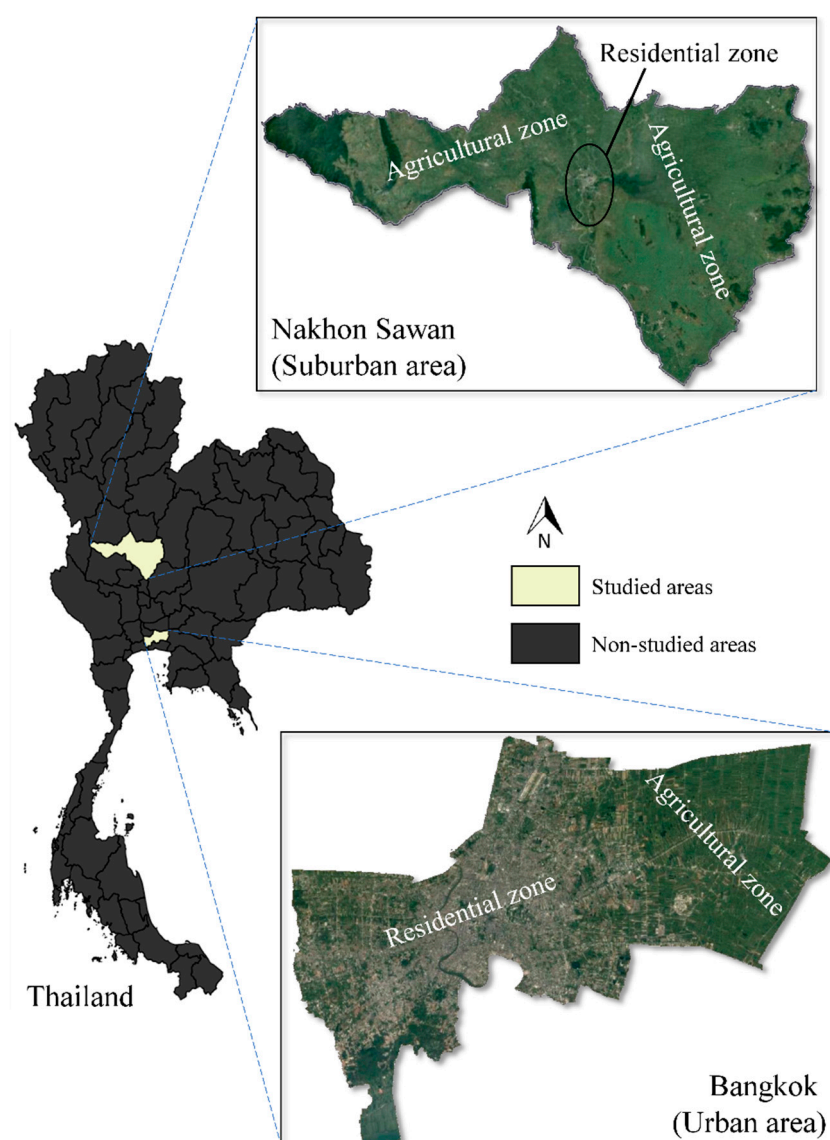 Residential zone
Agricultural zone
Agricultural zone
Nakhon Sawan
(Suburban area)
N
Studied areas
Non-studied areas
Thailand
Agricultural zone
Residential zone
Bangkok
(Urban area)